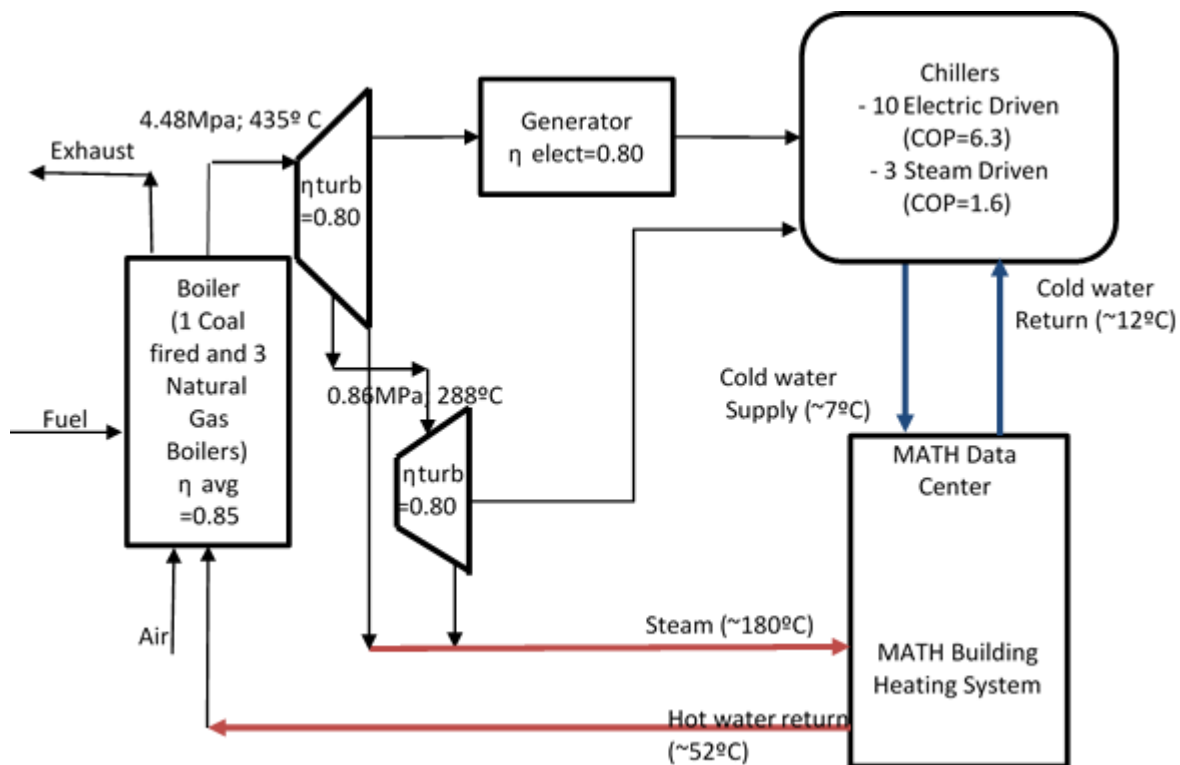 4.48Mpa; 435º C
Exhaust
η turb
=0.80
Generator
η elect=0.80
Chillers
- 10 Electric Driven
(COP=6.3)
- 3 Steam Driven
(COP=1.6)
Boiler
(1 Coal
fired and 3
Natural
Gas
Boilers)
η avg
=0.85
Fuel
Air
0.86MPa, 288ºC
η turb
=0.80
Cold water
Return (~12ºC)
Cold water
Supply (~7ºC)
MATH Data
Center
Steam (~180ºC)
MATH Building
Heating System
Hot water return
(~52ºC)